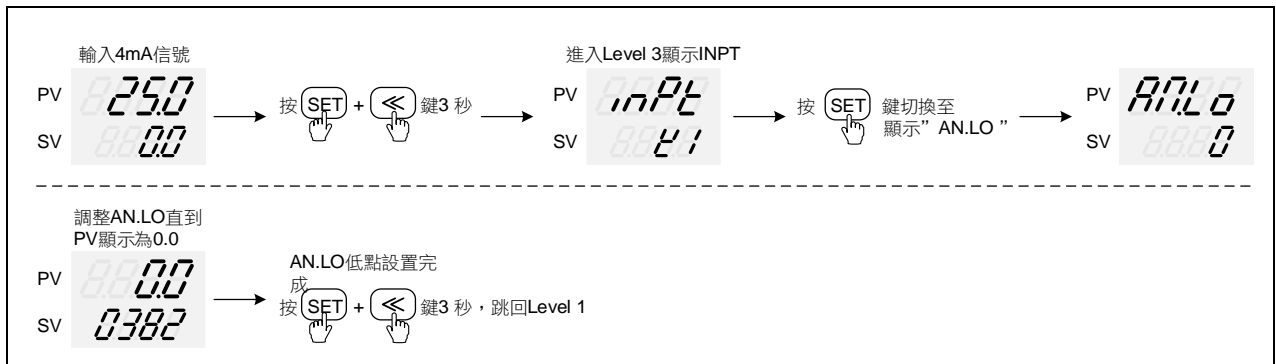 輸入4mA信號
PV 25.0
SV 0.0
按 SET + ≪ 鍵3 秒
進入Level 3顯示INPT
PV inPt
SV t1
按 SET 鍵切換至
顯示”AN.LO”
PV AN.Lo
SV 0
調整AN.LO直到
PV顯示為0.0
PV 0.0
SV 0382
AN.LO低點設置完
成
按 SET + ≪ 鍵3 秒，跳回Level 1